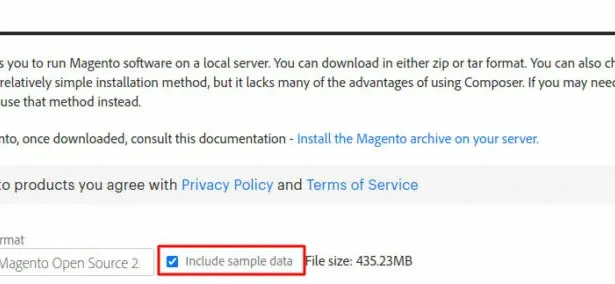 s you to run Magento software on a local server. You can download in either zip or tar format. You can also ch
relatively simple installation method, but it lacks many of the advantages of using Composer. If you may need
use that method instead.
nto, once downloaded, consult this documentation - Install the Magento archive on your server.
to products you agree with Privacy Policy and Terms of Service
rmat
Magento Open Source 2. Include sample data File size: 435.23MB